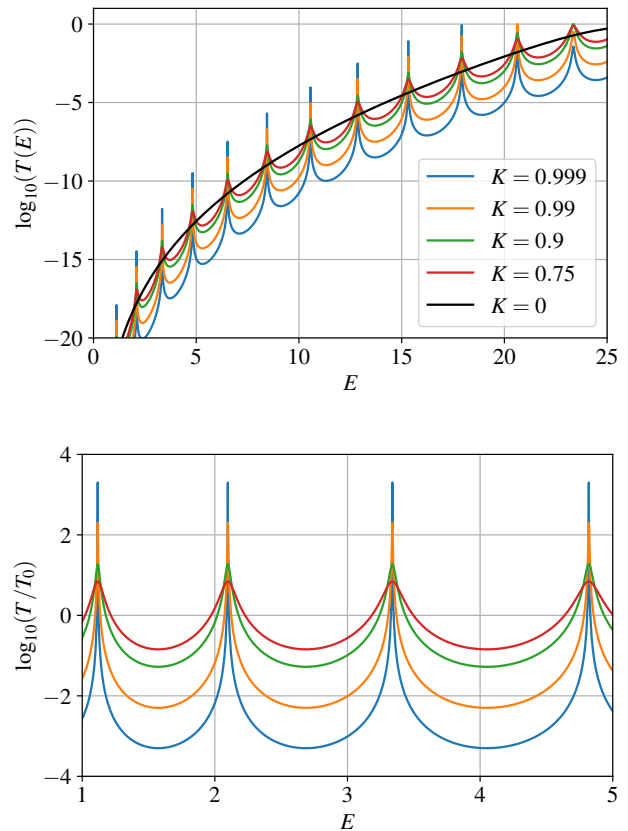 log₁₀(T(E))
0
−5
−10
−15
−20
K = 0.999
K = 0.99
K = 0.9
K = 0.75
K = 0
0 5 10 15 20 25
E
log₁₀(T/T₀)
4
2
0
−2
−4
1 2 3 4 5
E